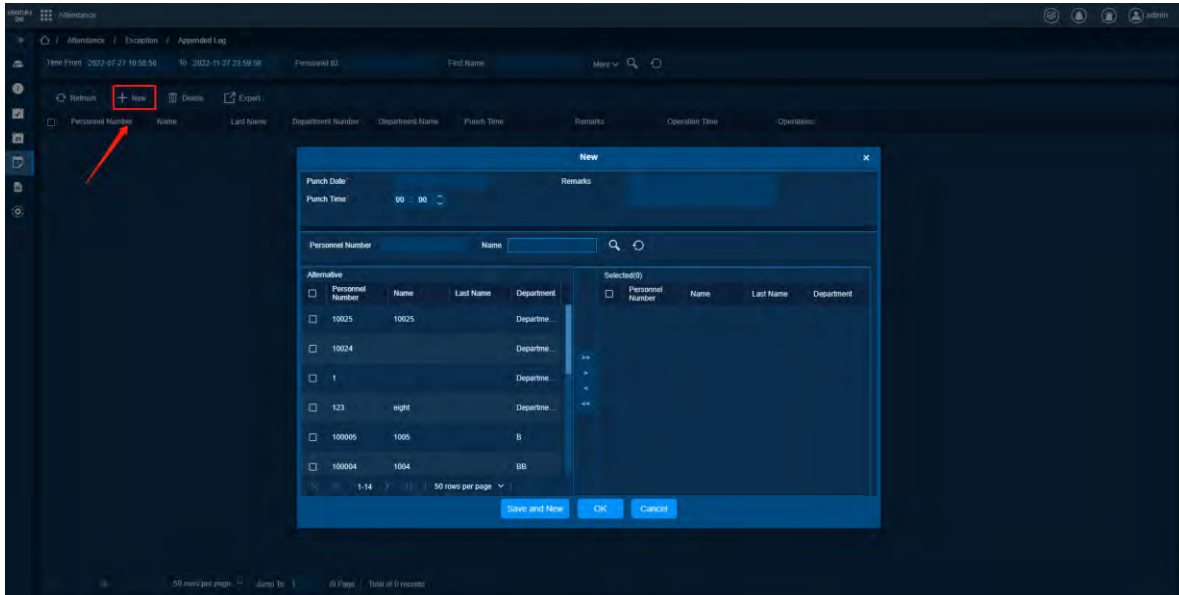 Attendance
admin
/ Attendance / Exception / Appended Log
Time From 2022-07-27 10:58:50 To 2022-11-27 23:59:59 Personnel ID First Name More
Refresh New Delete Export
Personnel Number Name Last Name Department Number Department Name Punch Time Remarks Operation Time Operations
New ×
Punch Date* Remarks
Punch Time 00 : 00
Personnel Number Name
Alternative Selected(0)
Personnel Number Name Last Name Department Personnel Number Name Last Name Department
10025 10025 Departme...
10024 Departme...
>>
1 Departme...
>
<
123 eight Departme...
<<
100005 1005 B
100004 1004 BB
1-14 50 rows per page
Save and New OK Cancel
50 rows per page Jump To 1 /0 Page Total of 0 records